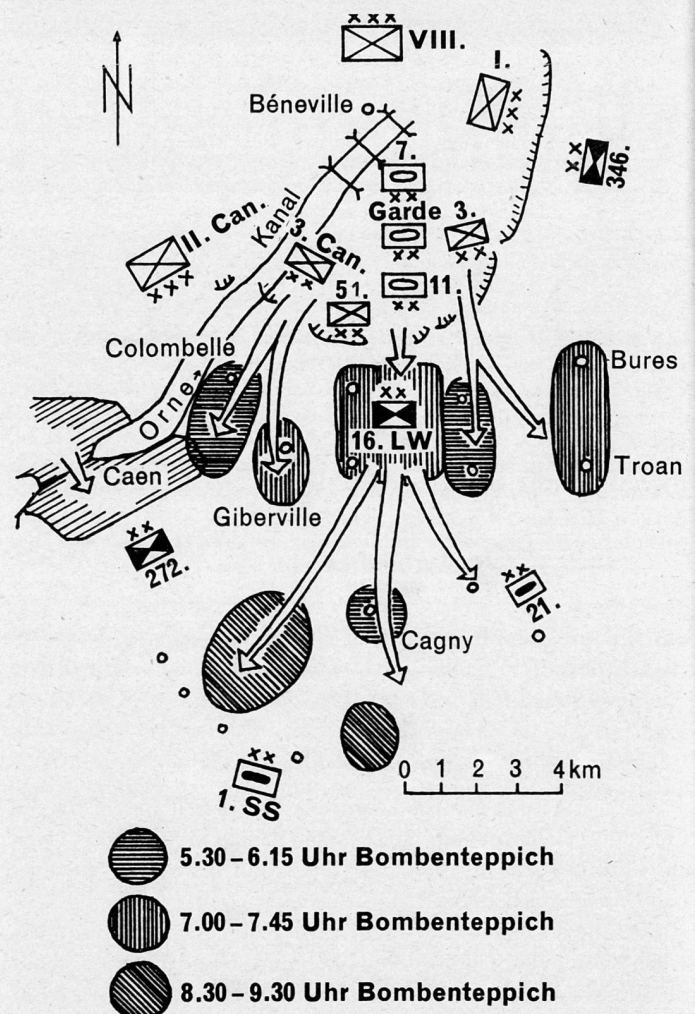 N
××× VIII.
I. ×××
Béneville
7. ××
×× 346.
Kanal
II. Can. ×××
Garde ××
3. ××
3. Can. ××
51. ××
11. ××
Colombelle
Orne
Bures
×× 16. LW
Caen
Troan
Giberville
×× 272.
×× 21.
Cagny
×× 1. SS
0 1 2 3 4 km
5.30 – 6.15 Uhr Bombenteppich
7.00 – 7.45 Uhr Bombenteppich
8.30 – 9.30 Uhr Bombenteppich